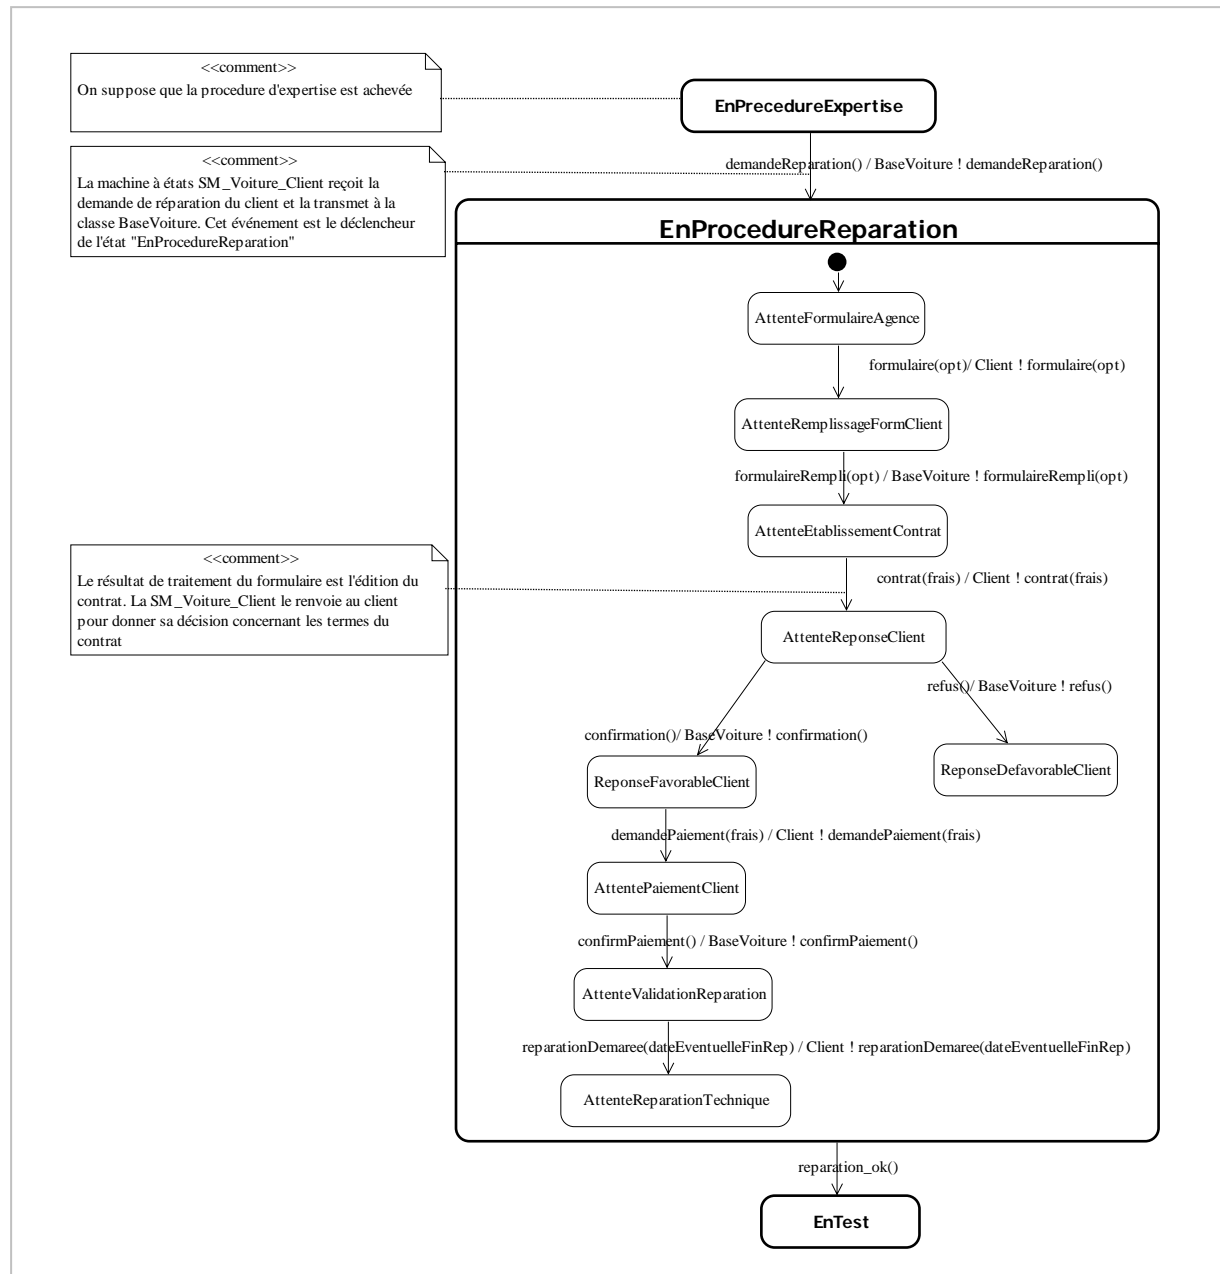 <<comment>>
On suppose que la procedure d'expertise est achevée
EnPrecedureExpertise
demandeReparation() / BaseVoiture ! demandeReparation()
<<comment>>
La machine à états SM_Voiture_Client reçoit la
demande de réparation du client et la transmet à la
classe BaseVoiture. Cet événement est le déclencheur
de l'état "EnProcedureReparation"
EnProcedureReparation
AttenteFormulaireAgence
formulaire(opt)/ Client ! formulaire(opt)
AttenteRemplissageFormClient
formulaireRempli(opt) / BaseVoiture ! formulaireRempli(opt)
AttenteEtablissementContrat
contrat(frais) / Client ! contrat(frais)
<<comment>>
Le résultat de traitement du formulaire est l'édition du
contrat. La SM_Voiture_Client le renvoie au client
pour donner sa décision concernant les termes du
contrat
AttenteReponseClient
refus()/ BaseVoiture ! refus()
confirmation()/ BaseVoiture ! confirmation()
ReponseFavorableClient
ReponseDefavorableClient
demandePaiement(frais) / Client ! demandePaiement(frais)
AttentePaiementClient
confirmPaiement() / BaseVoiture ! confirmPaiement()
AttenteValidationReparation
reparationDemaree(dateEventuelleFinRep) / Client ! reparationDemaree(dateEventuelleFinRep)
AttenteReparationTechnique
reparation_ok()
EnTest